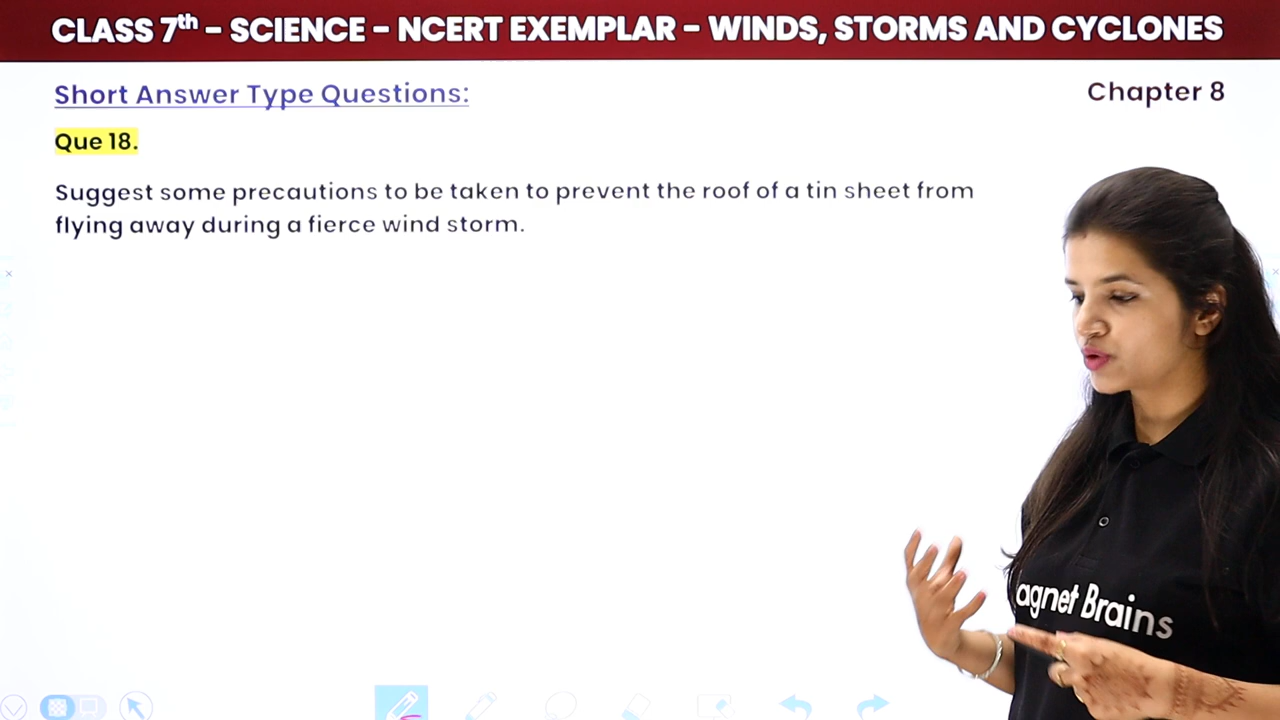 CLASS 7th – SCIENCE – NCERT EXEMPLAR – WINDS, STORMS AND CYCLONES
Short Answer Type Questions:
Chapter 8
Que 18.
Suggest some precautions to be taken to prevent the roof of a tin sheet from
flying away during a fierce wind storm.
agnet Brains